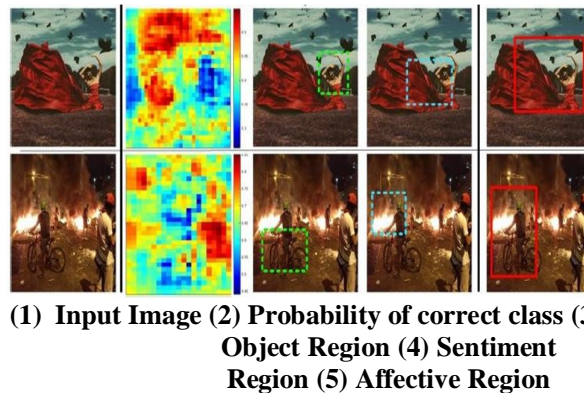 (1) Input Image (2) Probability of correct class (3
Object Region (4) Sentiment
Region (5) Affective Region